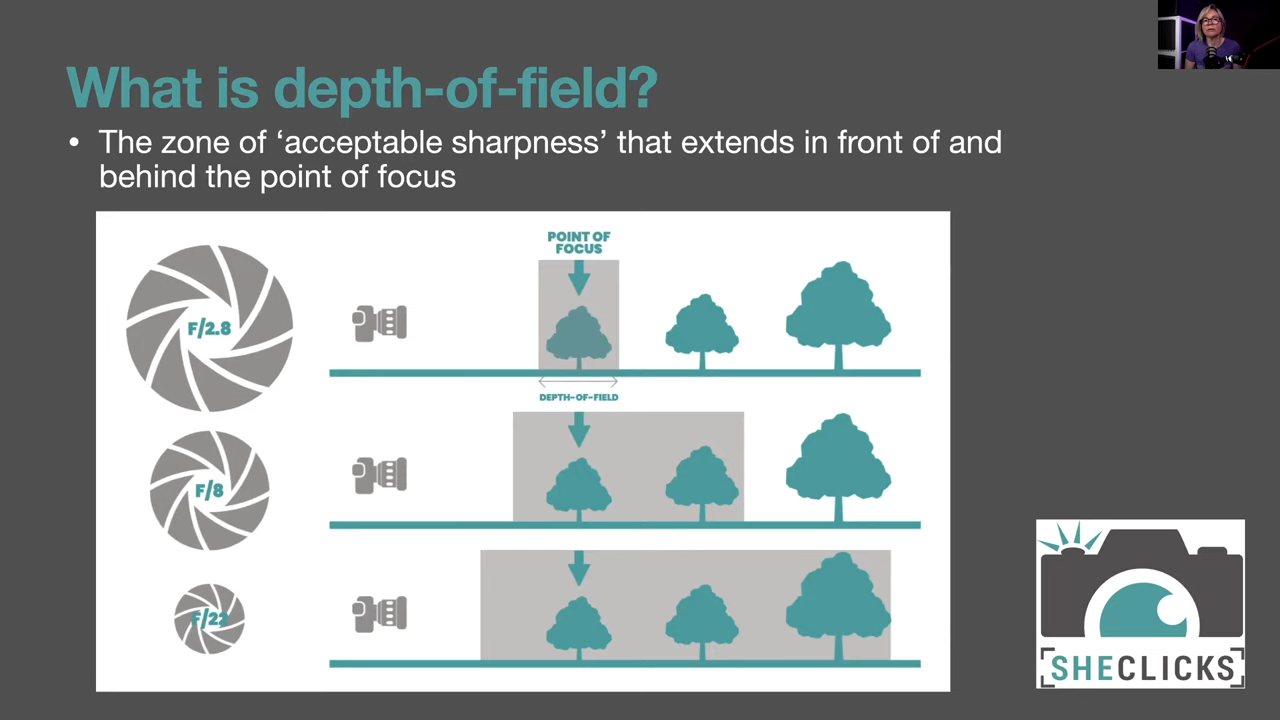 What is depth-of-field?
• The zone of ‘acceptable sharpness’ that extends in front of and
behind the point of focus
POINT OF
FOCUS
F/2.8
DEPTH-OF-FIELD
F/8
F/22
SHECLICKS